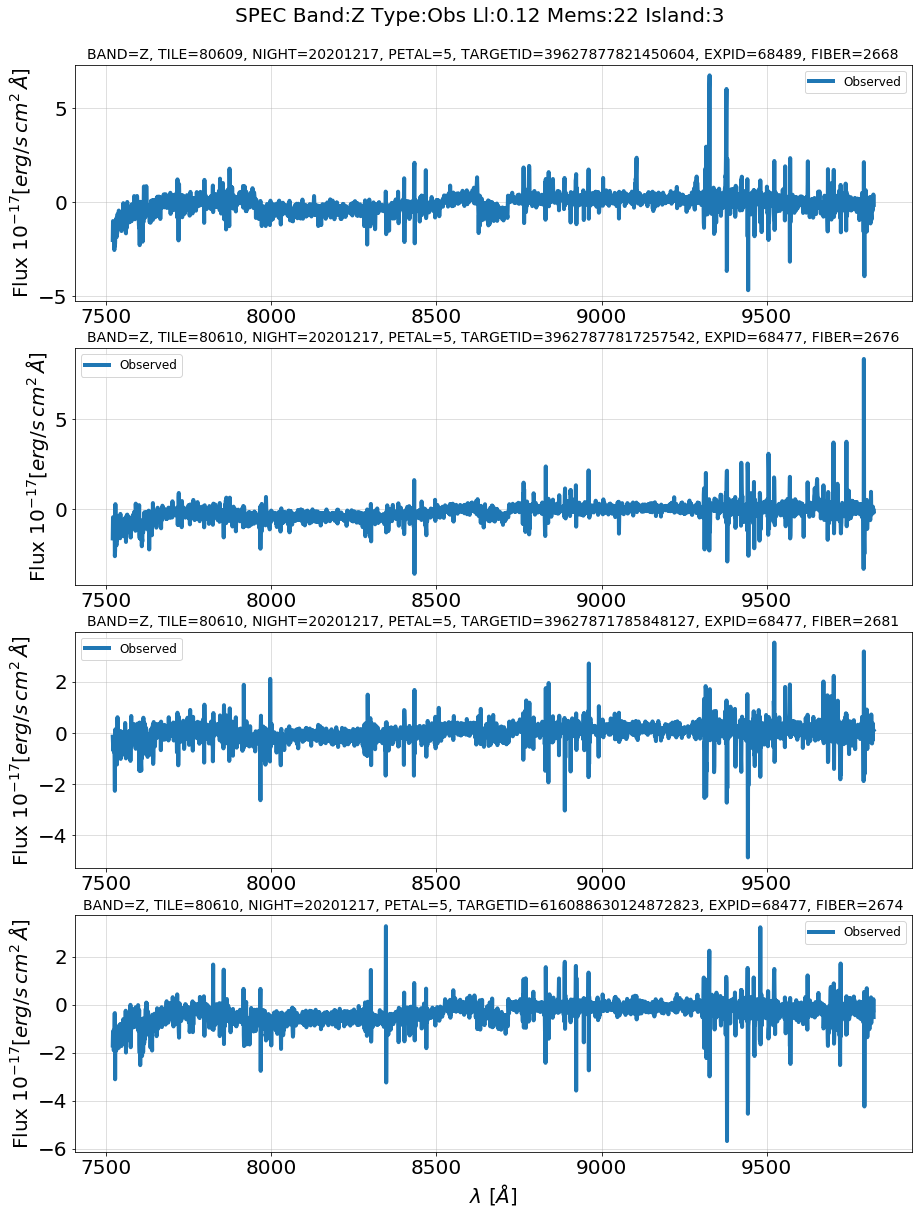 SPEC Band:Z Type:Obs Ll:0.12 Mems:22 Island:3
BAND=Z, TILE=80609, NIGHT=20201217, PETAL=5, TARGETID=39627877821450604, EXPID=68489, FIBER=2668
Flux 10⁻¹⁷[erg/s cm² Å]
5
0
−5
Observed
7500 8000 8500 9000 9500
BAND=Z, TILE=80610, NIGHT=20201217, PETAL=5, TARGETID=39627877817257542, EXPID=68477, FIBER=2676
Flux 10⁻¹⁷[erg/s cm² Å]
5
0
Observed
7500 8000 8500 9000 9500
BAND=Z, TILE=80610, NIGHT=20201217, PETAL=5, TARGETID=39627871785848127, EXPID=68477, FIBER=2681
Flux 10⁻¹⁷[erg/s cm² Å]
2
0
−2
−4
Observed
7500 8000 8500 9000 9500
BAND=Z, TILE=80610, NIGHT=20201217, PETAL=5, TARGETID=616088630124872823, EXPID=68477, FIBER=2674
Flux 10⁻¹⁷[erg/s cm² Å]
2
0
−2
−4
−6
Observed
7500 8000 8500 9000 9500
λ [Å]